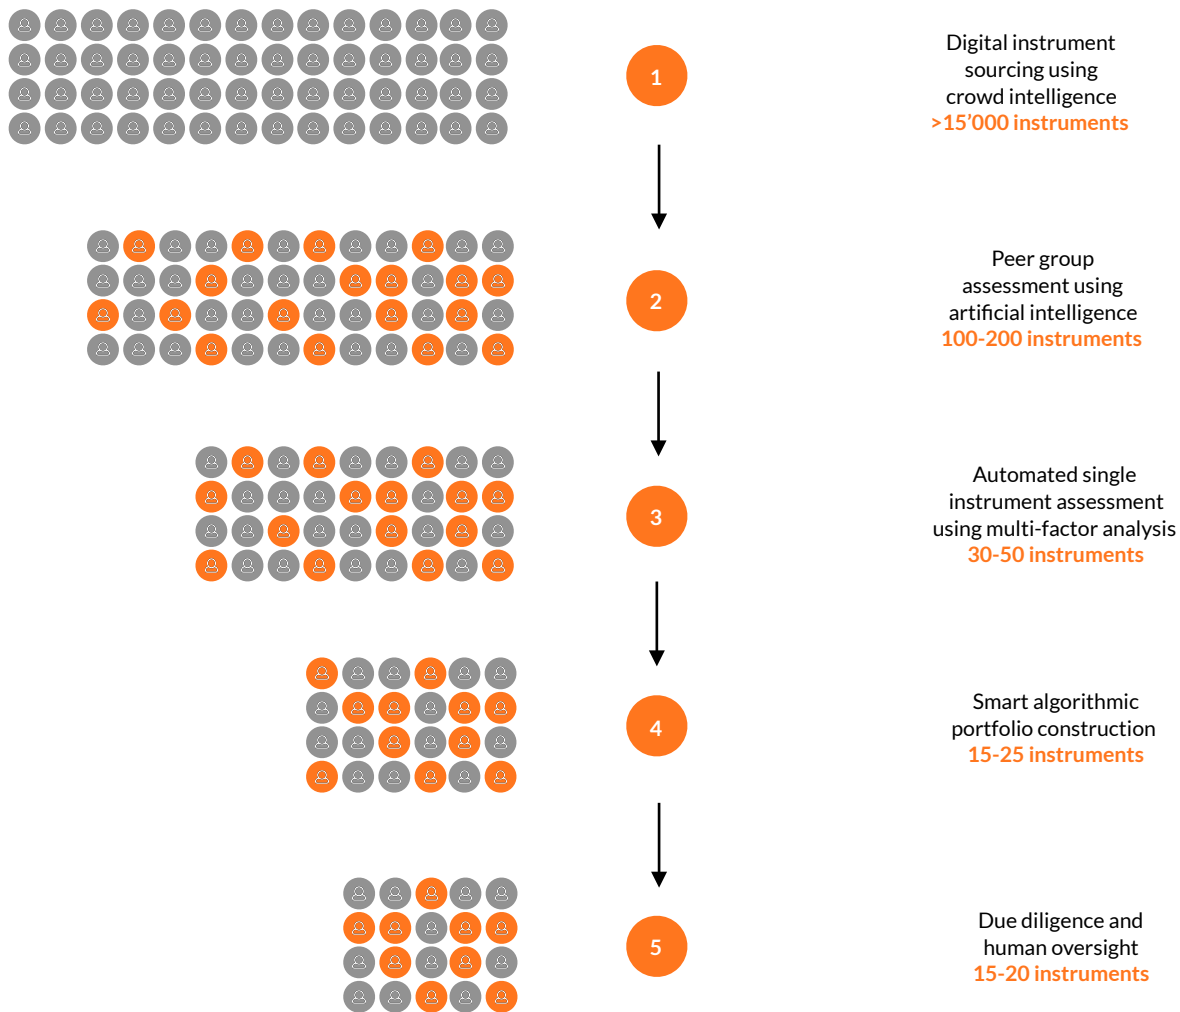 1
Digital instrument
sourcing using
crowd intelligence
>15’000 instruments
2
Peer group
assessment using
artificial intelligence
100-200 instruments
3
Automated single
instrument assessment
using multi-factor analysis
30-50 instruments
4
Smart algorithmic
portfolio construction
15-25 instruments
5
Due diligence and
human oversight
15-20 instruments